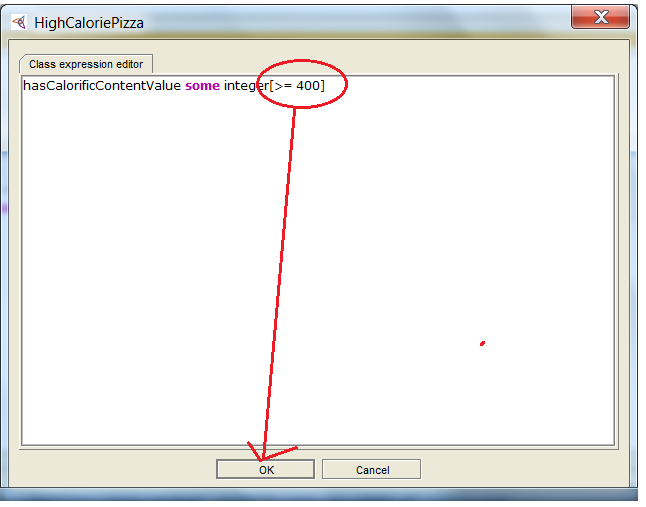 HighCaloriePizza
Class expression editor
hasCalorificContentValue some integer[>= 400]
OK Cancel